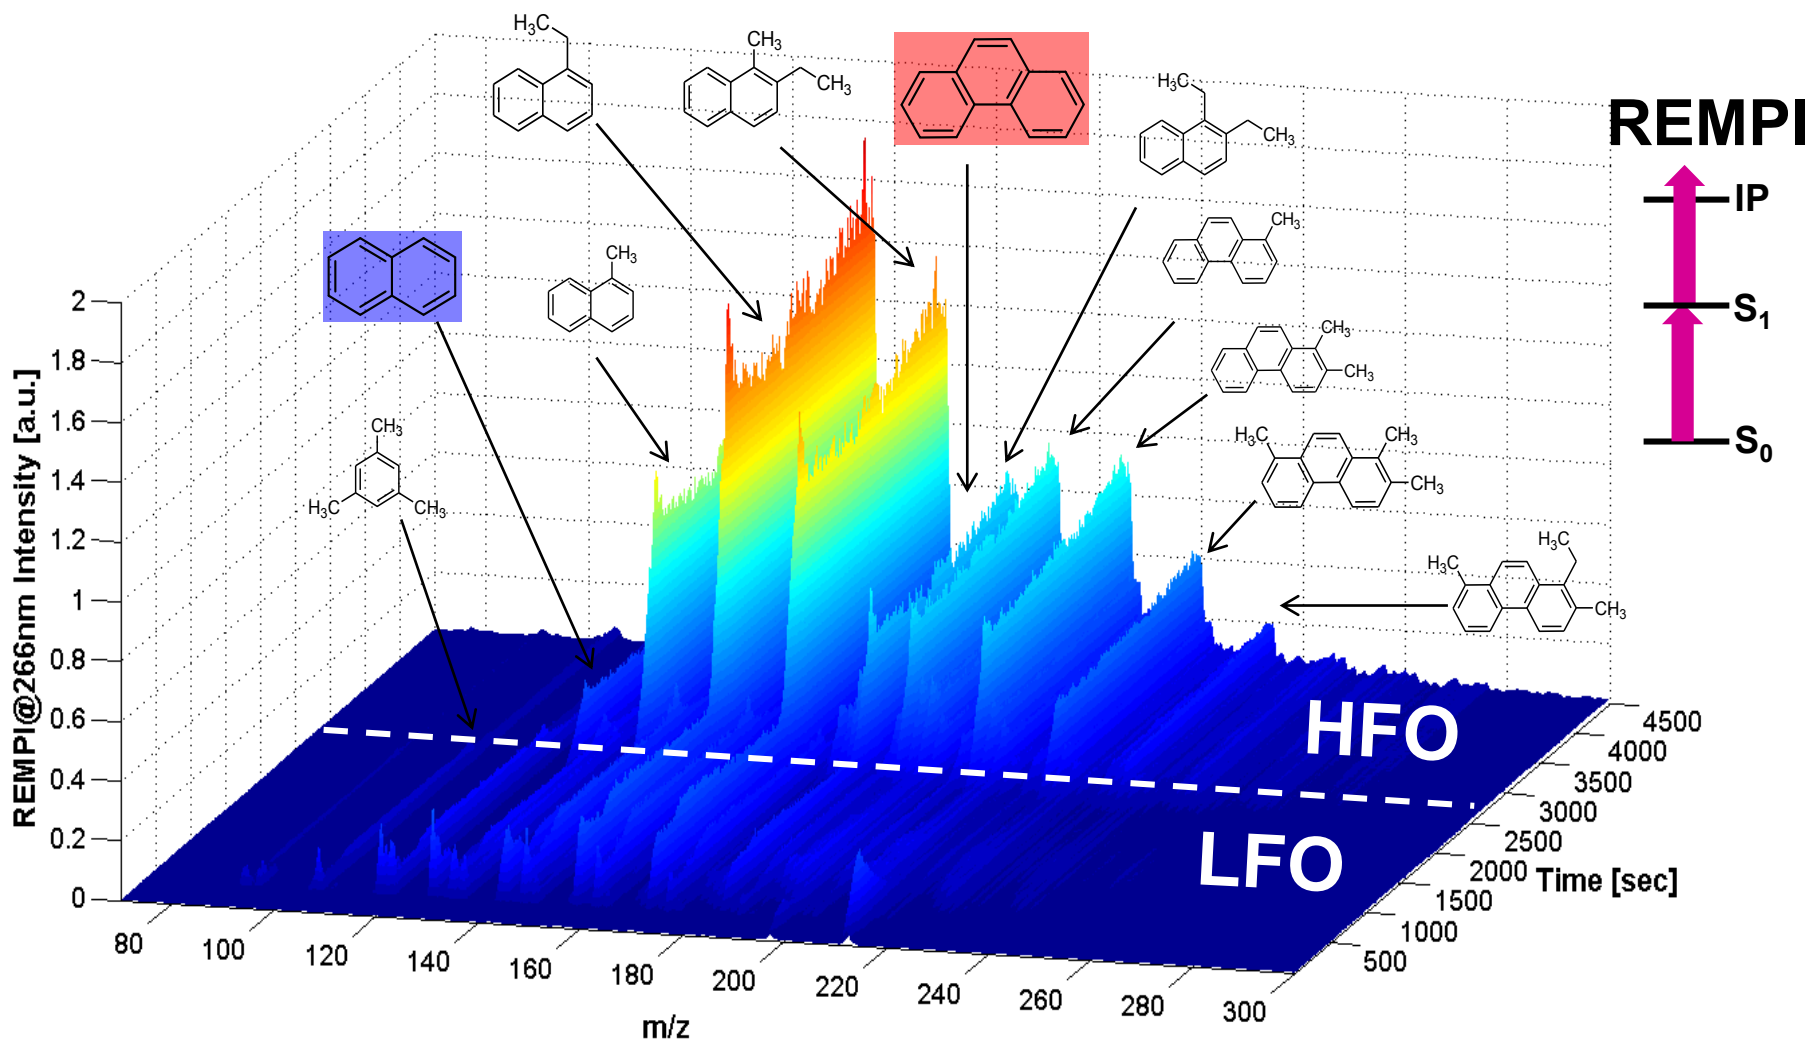 H₃C
CH₃
CH₃
H₃C
CH₃
REMPI
IP
S₁
S₀
CH₃
CH₃
CH₃
CH₃
CH₃
H₃C
CH₃
H₃C
CH₃
CH₃
H₃C
H₃C
CH₃
REMPI@266nm Intensity [a.u.]
2
1.8
1.6
1.4
1.2
1
0.8
0.6
0.4
0.2
0
HFO
LFO
4500
4000
3500
3000
2500
2000
1500
1000
500
Time [sec]
80
100
120
140
160
180
200
220
240
260
280
300
m/z